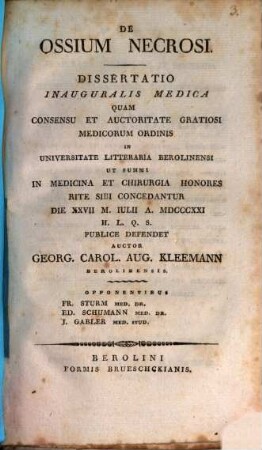 3.
DE
OSSIUM NECROSI.
DISSERTATIO
INAUGURALIS MEDICA
QUAM
CONSENSU ET AUCTORITATE GRATIOSI
MEDICORUM ORDINIS
IN
UNIVERSITATE LITTERARIA BEROLINENSI
UT SUMMI
IN MEDICINA ET CHIRURGIA HONORES
RITE SIBI CONCEDANTUR
DIE XXVII M. IULII A. MDCCCXXI
H. L. Q. S.
PUBLICE DEFENDET
AUCTOR
GEORG. CAROL. AUG. KLEEMANN
BEROLINENSIS.
OPPONENTIBUS
FR. STURM MED. DR.
ED. SCHUMANN MED. DR.
J. GABLER MED. STUD.
BEROLINI
FORMIS BRUESCHCKIANIS.